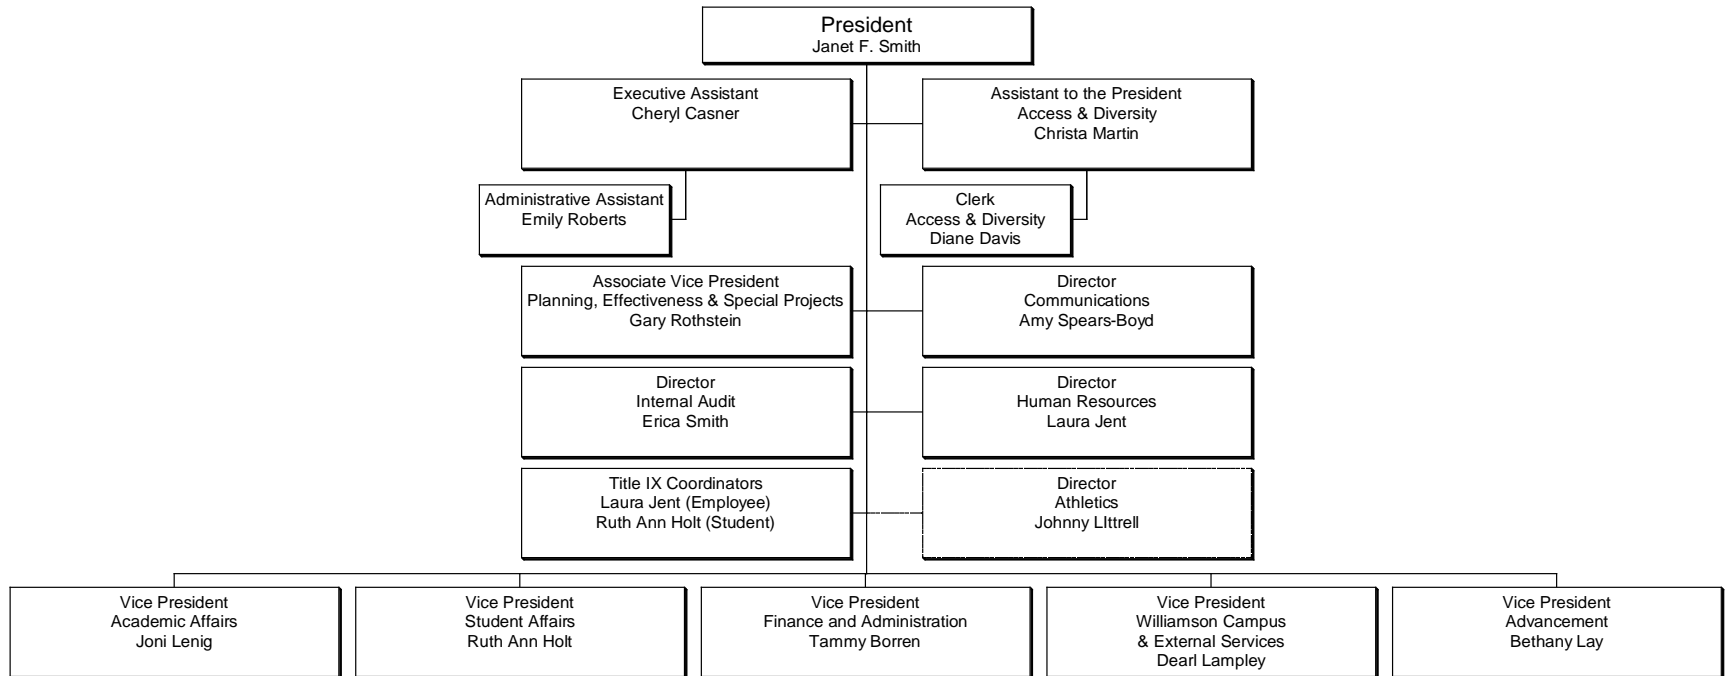 President
Janet F. Smith
Executive Assistant
Cheryl Casner
Assistant to the President
Access & Diversity
Christa Martin
Administrative Assistant
Emily Roberts
Clerk
Access & Diversity
Diane Davis
Associate Vice President
Planning, Effectiveness & Special Projects
Gary Rothstein
Director
Communications
Amy Spears-Boyd
Director
Internal Audit
Erica Smith
Director
Human Resources
Laura Jent
Title IX Coordinators
Laura Jent (Employee)
Ruth Ann Holt (Student)
Director
Athletics
Johnny LIttrell
Vice President
Academic Affairs
Joni Lenig
Vice President
Student Affairs
Ruth Ann Holt
Vice President
Finance and Administration
Tammy Borren
Vice President
Williamson Campus
& External Services
Dearl Lampley
Vice President
Advancement
Bethany Lay